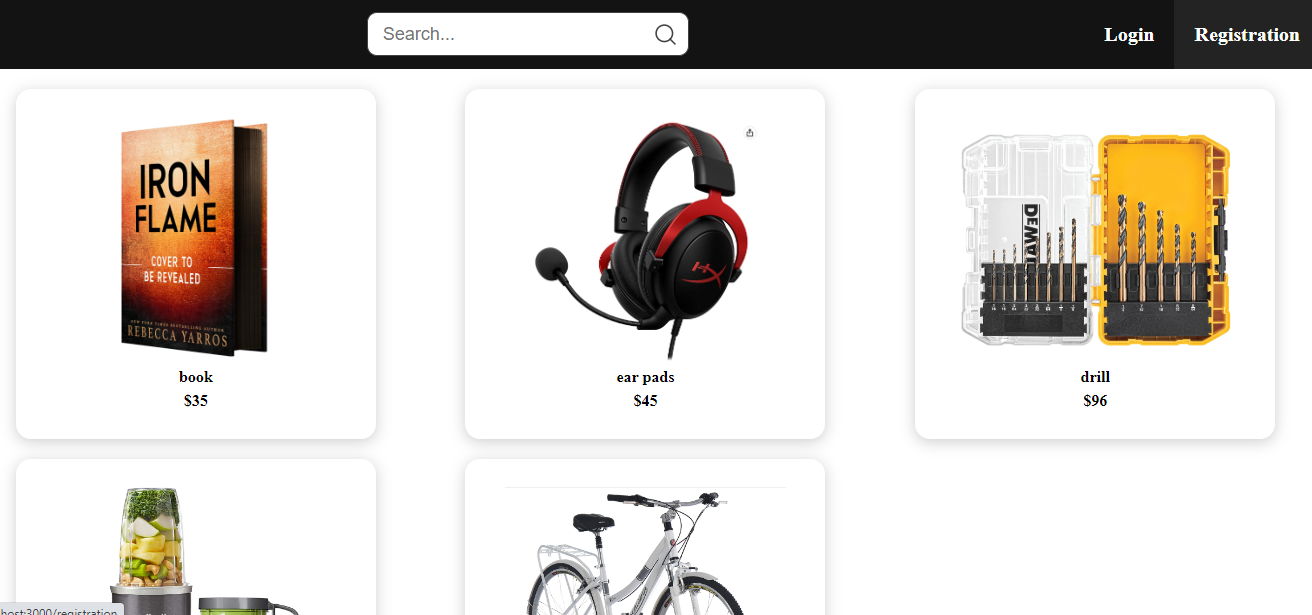 Search...
Login
Registration
IRON
FLAME
COVER TO
BE REVEALED
NEW YORK TIMES BESTSELLING AUTHOR
REBECCA YARROS
book
$35
HX
ear pads
$45
DEWALT
drill
$96
host:3000/registration